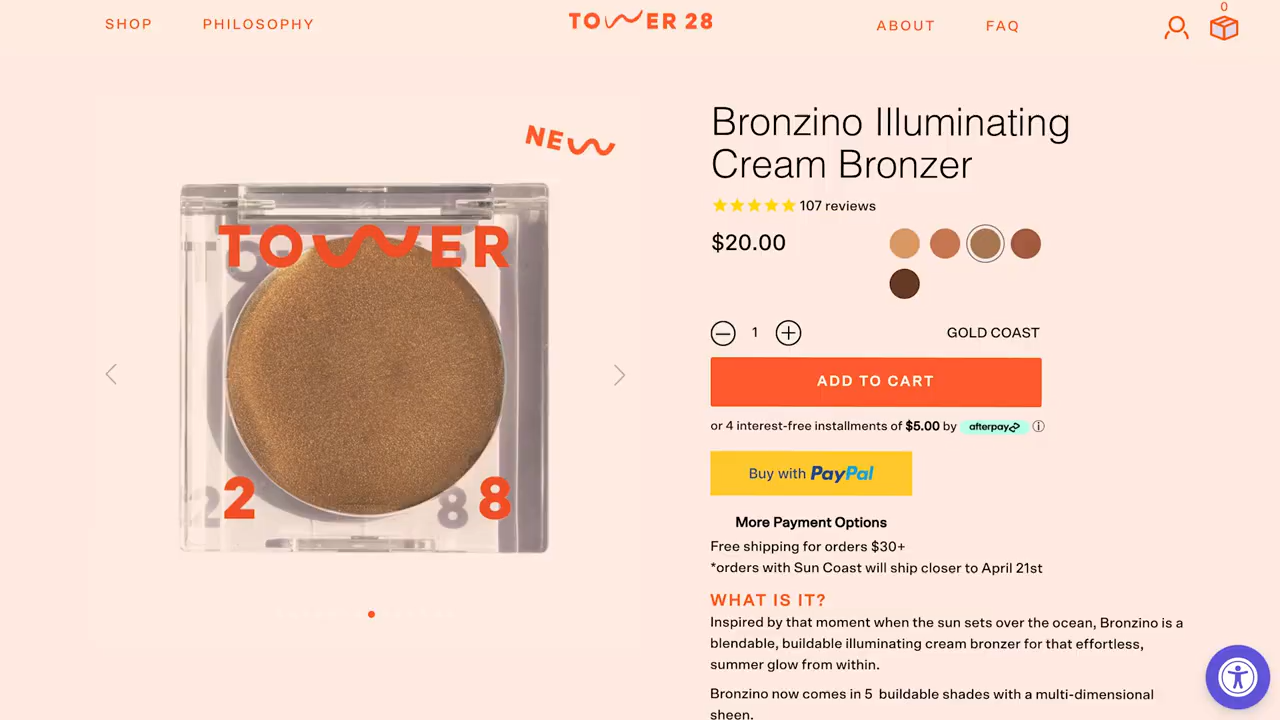 SHOP
PHILOSOPHY
TOWER 28
ABOUT
FAQ
0
NEW
TOWER
2 8
Bronzino Illuminating
Cream Bronzer
107 reviews
$20.00
1
GOLD COAST
ADD TO CART
or 4 interest-free installments of $5.00 by afterpay
Buy with PayPal
More Payment Options
Free shipping for orders $30+
*orders with Sun Coast will ship closer to April 21st
WHAT IS IT?
Inspired by that moment when the sun sets over the ocean, Bronzino is a
blendable, buildable illuminating cream bronzer for that effortless,
summer glow from within.
Bronzino now comes in 5 buildable shades with a multi-dimensional
sheen.